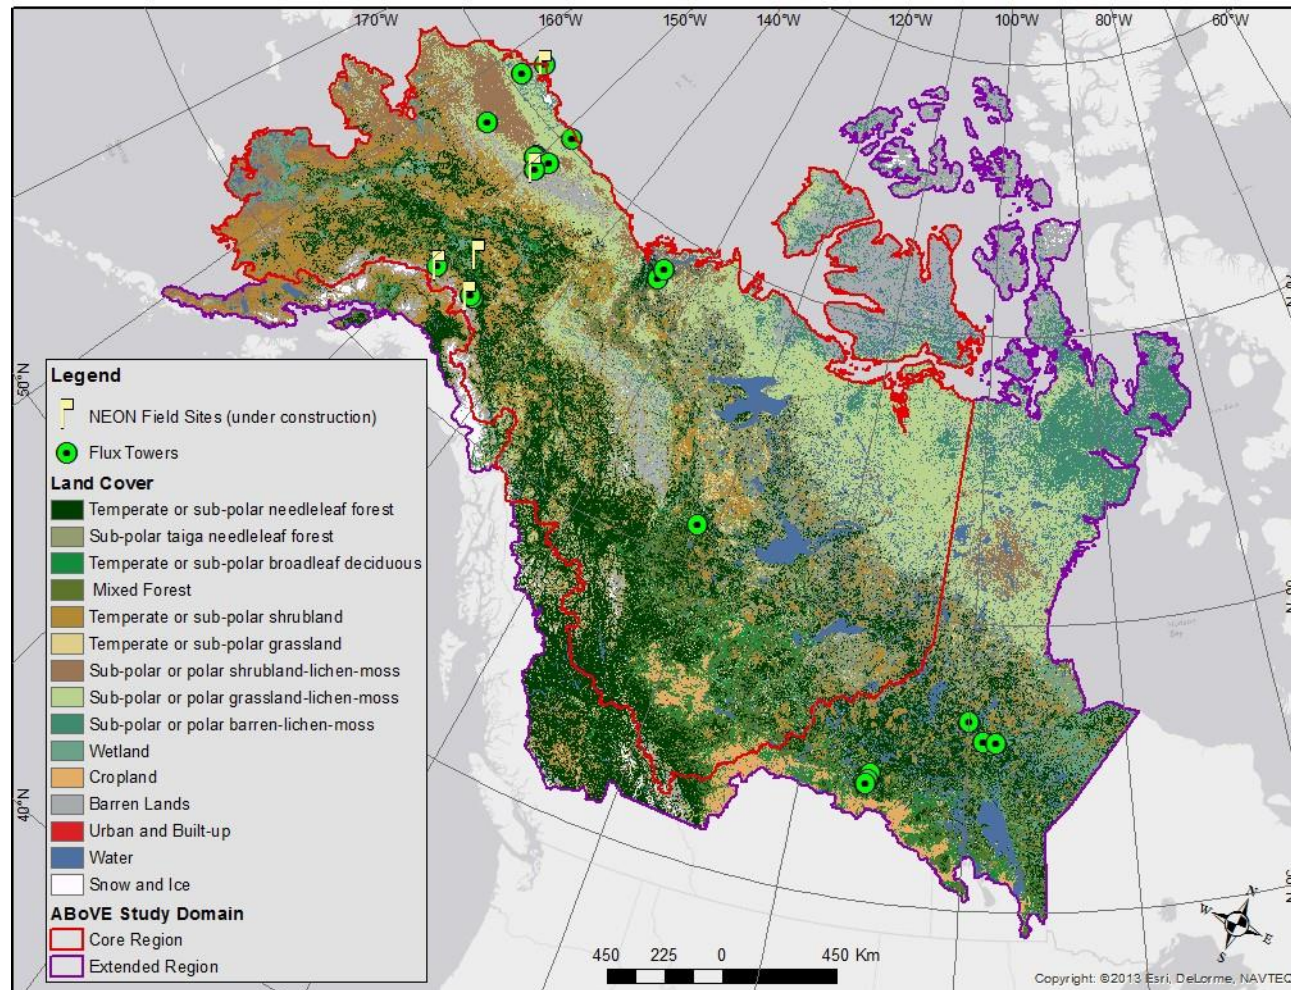 170°W 160°W 150°W 140°W 120°W 100°W 80°W 60°W
50°N
40°N
Legend
NEON Field Sites (under construction)
Flux Towers
Land Cover
Temperate or sub-polar needleleaf forest
Sub-polar taiga needleleaf forest
Temperate or sub-polar broadleaf deciduous
Mixed Forest
Temperate or sub-polar shrubland
Temperate or sub-polar grassland
Sub-polar or polar shrubland-lichen-moss
Sub-polar or polar grassland-lichen-moss
Sub-polar or polar barren-lichen-moss
Wetland
Cropland
Barren Lands
Urban and Built-up
Water
Snow and Ice
ABoVE Study Domain
Core Region
Extended Region
N
W
E
S
450 225 0 450 Km
Copyright: ©2013 Esri, DeLorme, NAVTEQ